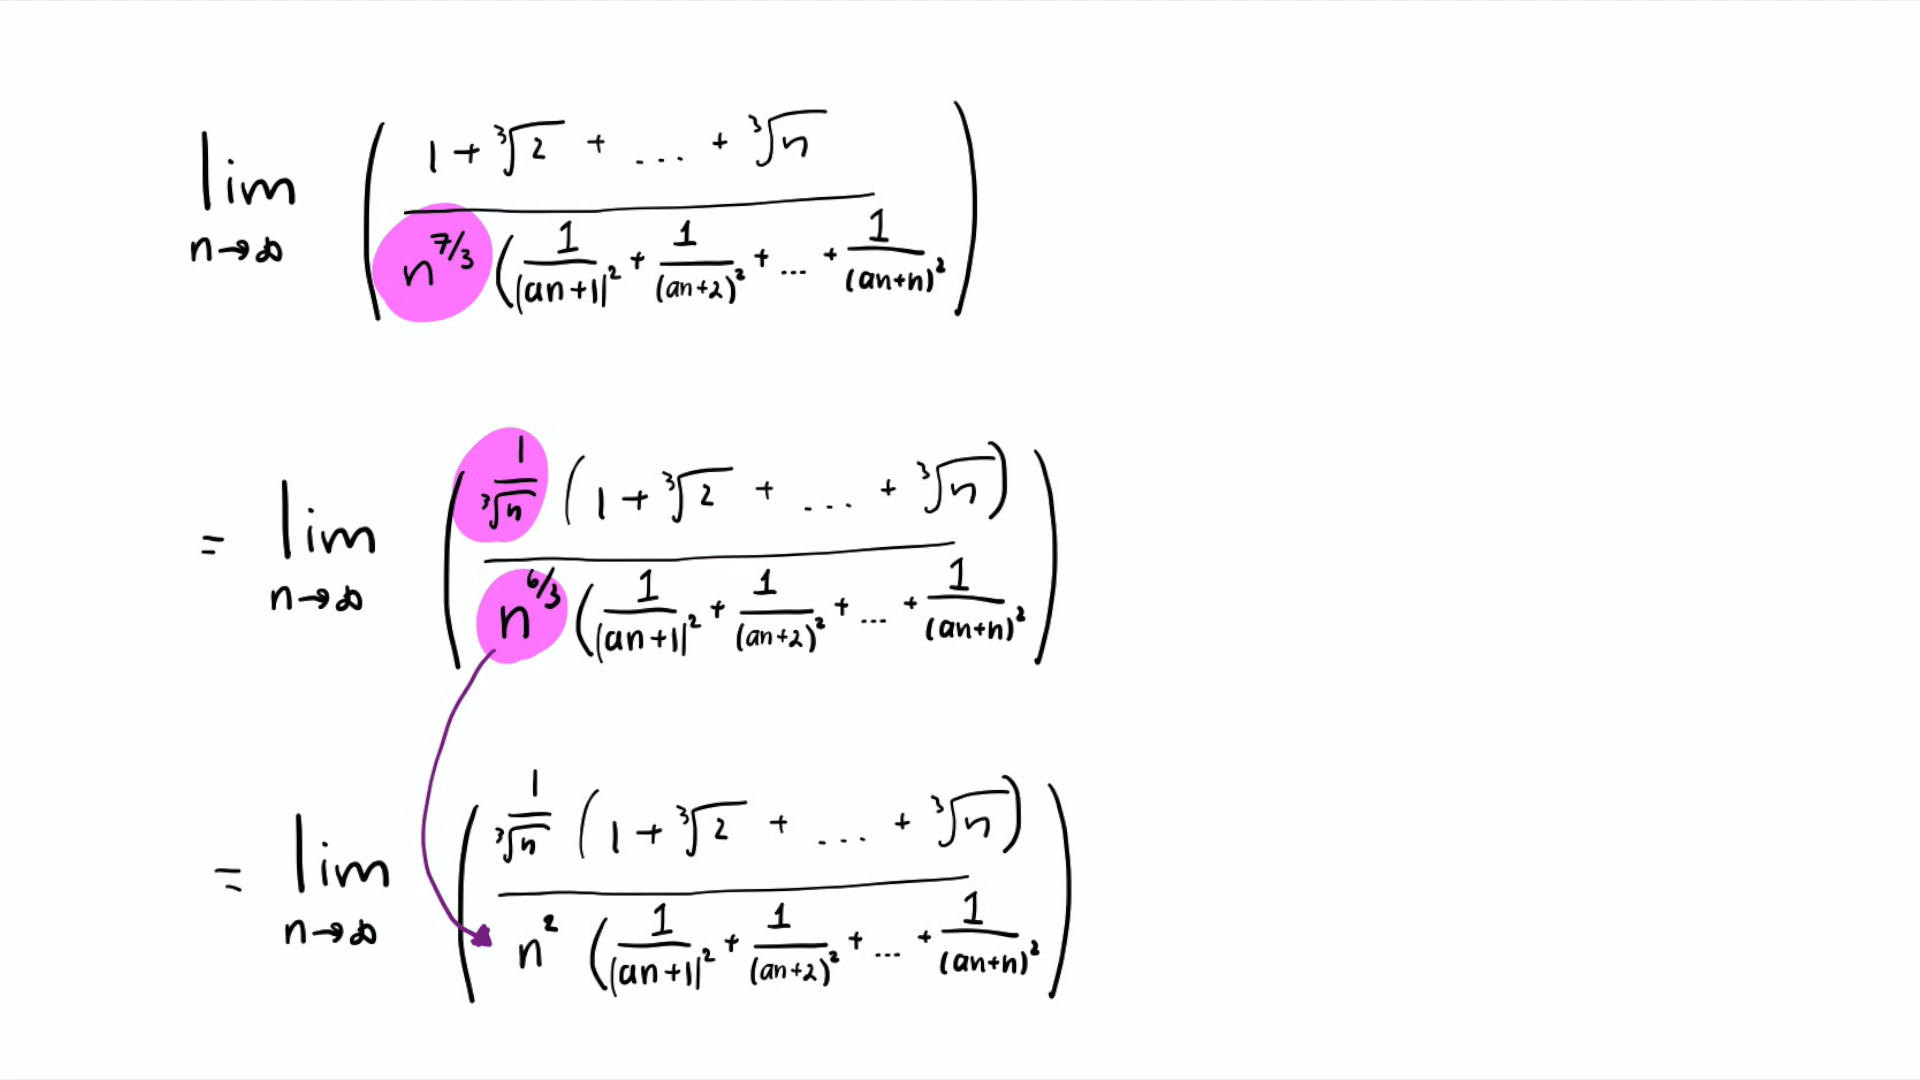 lim n→∞ ( (1 + ∛2 + ... + ∛n) / (n^(7/3) (1/(an+1)² + 1/(an+2)² + ... + 1/(an+n)²)) )
= lim n→∞ ( (1/∛n (1 + ∛2 + ... + ∛n)) / (n^(6/3) (1/(an+1)² + 1/(an+2)² + ... + 1/(an+n)²)) )
= lim n→∞ ( (1/∛n (1 + ∛2 + ... + ∛n)) / (n² (1/(an+1)² + 1/(an+2)² + ... + 1/(an+n)²)) )